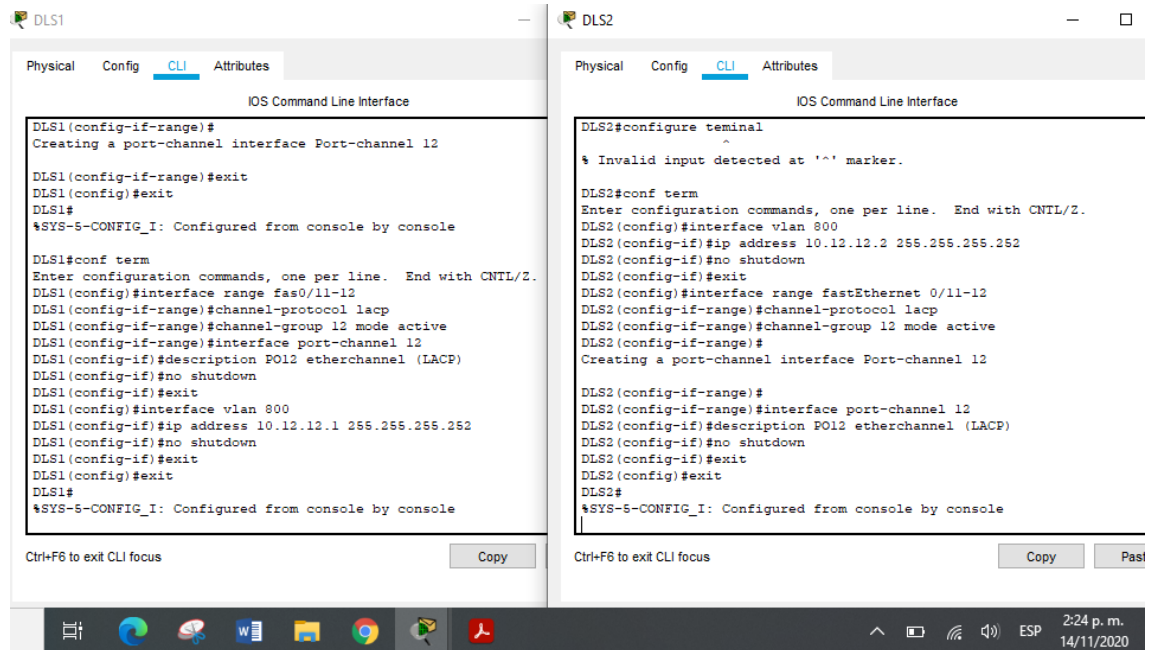 DLS1
Physical Config CLI Attributes
IOS Command Line Interface
DLS1(config-if-range)#
Creating a port-channel interface Port-channel 12
DLS1(config-if-range)#exit
DLS1(config)#exit
DLS1#
%SYS-5-CONFIG_I: Configured from console by console
DLS1#conf term
Enter configuration commands, one per line. End with CNTL/Z.
DLS1(config)#interface range fas0/11-12
DLS1(config-if-range)#channel-protocol lacp
DLS1(config-if-range)#channel-group 12 mode active
DLS1(config-if-range)#interface port-channel 12
DLS1(config-if)#description PO12 etherchannel (LACP)
DLS1(config-if)#no shutdown
DLS1(config-if)#exit
DLS1(config)#interface vlan 800
DLS1(config-if)#ip address 10.12.12.1 255.255.255.252
DLS1(config-if)#no shutdown
DLS1(config-if)#exit
DLS1(config)#exit
DLS1#
%SYS-5-CONFIG_I: Configured from console by console
Ctrl+F6 to exit CLI focus
Copy
DLS2
Physical Config CLI Attributes
IOS Command Line Interface
DLS2#configure teminal
^
% Invalid input detected at '^' marker.
DLS2#conf term
Enter configuration commands, one per line. End with CNTL/Z.
DLS2(config)#interface vlan 800
DLS2(config-if)#ip address 10.12.12.2 255.255.255.252
DLS2(config-if)#no shutdown
DLS2(config-if)#exit
DLS2(config)#interface range fastEthernet 0/11-12
DLS2(config-if-range)#channel-protocol lacp
DLS2(config-if-range)#channel-group 12 mode active
DLS2(config-if-range)#
Creating a port-channel interface Port-channel 12
DLS2(config-if-range)#
DLS2(config-if-range)#interface port-channel 12
DLS2(config-if)#description PO12 etherchannel (LACP)
DLS2(config-if)#no shutdown
DLS2(config-if)#exit
DLS2(config)#exit
DLS2#
%SYS-5-CONFIG_I: Configured from console by console
Ctrl+F6 to exit CLI focus
Copy Past
W
ESP
2:24 p. m.
14/11/2020